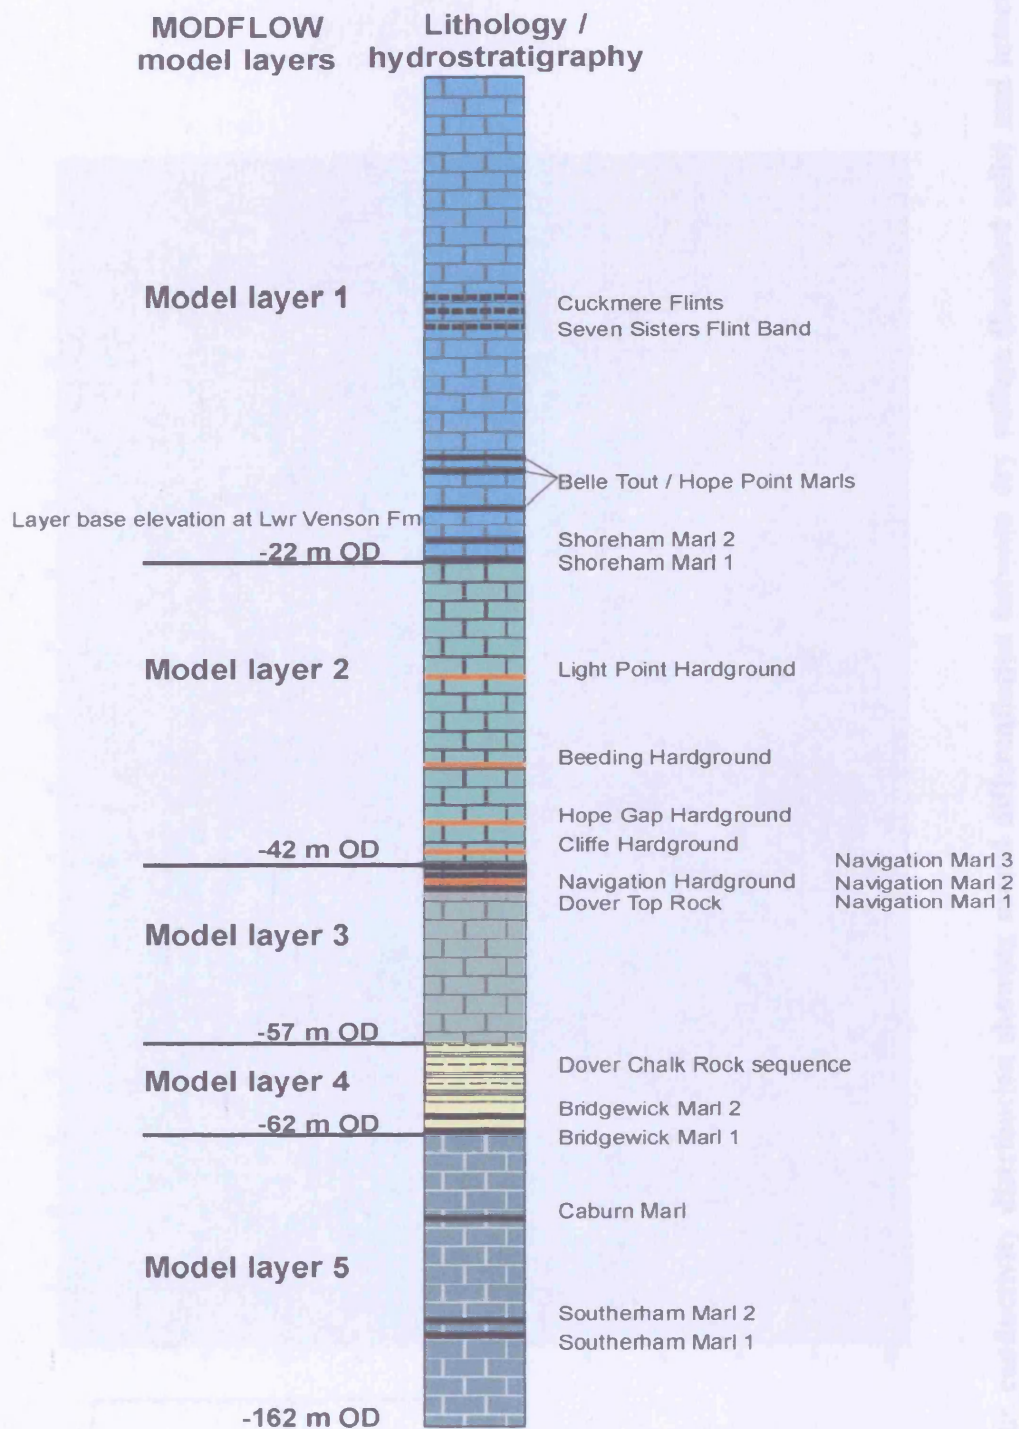 MODFLOW
model layers
Lithology /
hydrostratigraphy
Model layer 1
Cuckmere Flints
Seven Sisters Flint Band
Belle Tout / Hope Point Marls
Layer base elevation at Lwr Venson Fm
-22 m OD
Shoreham Marl 2
Shoreham Marl 1
Model layer 2
Light Point Hardground
Beeding Hardground
Hope Gap Hardground
-42 m OD
Cliffe Hardground
Navigation Marl 3
Navigation Hardground
Navigation Marl 2
Dover Top Rock
Navigation Marl 1
Model layer 3
-57 m OD
Dover Chalk Rock sequence
Model layer 4
Bridgewick Marl 2
-62 m OD
Bridgewick Marl 1
Caburn Marl
Model layer 5
Southerham Marl 2
Southerham Marl 1
-162 m OD